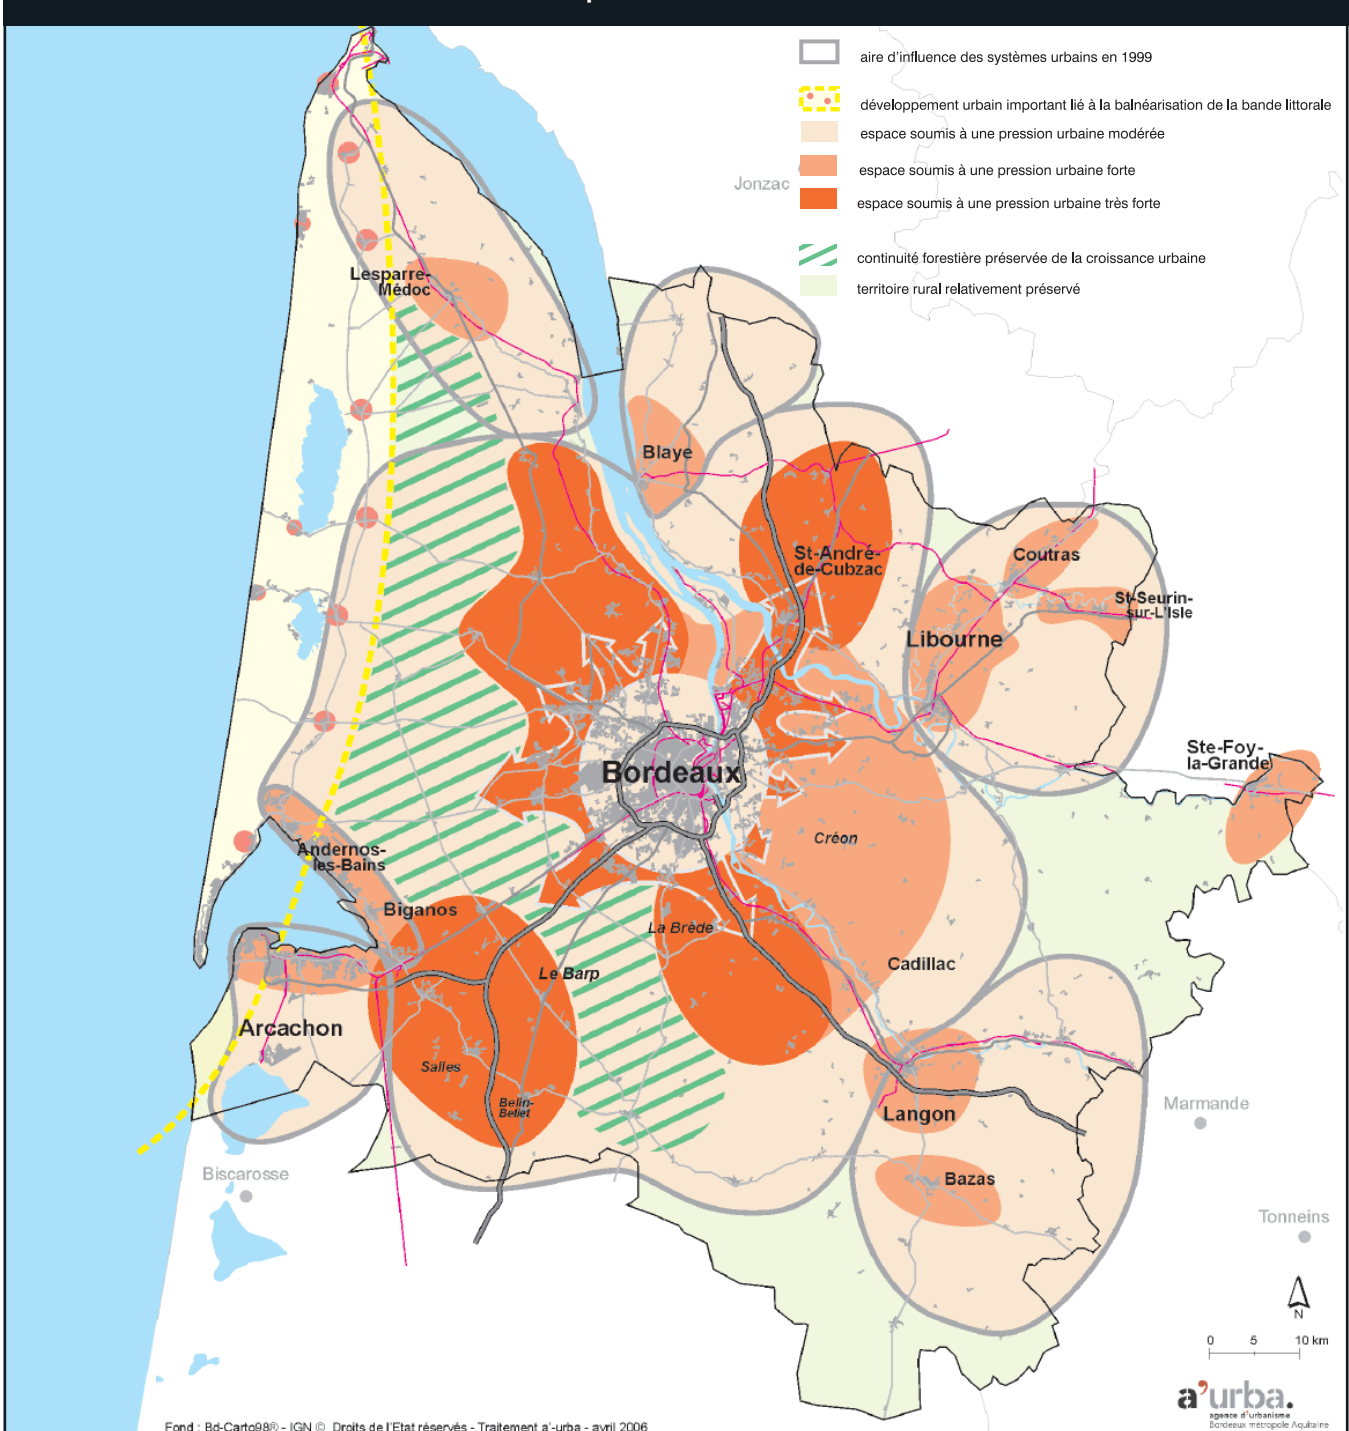 aire d'influence des systèmes urbains en 1999
développement urbain important lié à la balnéarisation de la bande littorale
espace soumis à une pression urbaine modérée
espace soumis à une pression urbaine forte
espace soumis à une pression urbaine très forte
continuité forestière préservée de la croissance urbaine
territoire rural relativement préservé
Jonzac
Lesparre-
Médoc
Blaye
St-André-
de-Cubzac
Coutras
St-Seurin-
sur-L'Isle
Libourne
Ste-Foy-
la-Grande
Bordeaux
Créon
Andernos-
les-Bains
Biganos
La Brède
Le Barp
Cadillac
Arcachon
Salles
Belin-
Beliet
Langon
Marmande
Biscarosse
Bazas
Tonneins
N
0 5 10 km
a'urba.
agence d'urbanisme
Bordeaux métropole Aquitaine
Fond : Bd-Carto98® - IGN © Droits de l'Etat réservés - Traitement a'-urba - avril 2006